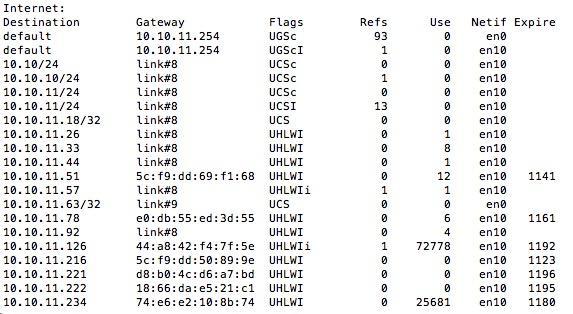 Internet:
Destination Gateway Flags Refs Use Netif Expire
default 10.10.11.254 UGSc 93 0 en0
default 10.10.11.254 UGScI 1 0 en10
10.10/24 link#8 UCSc 0 0 en10
10.10.10/24 link#8 UCSc 1 0 en10
10.10.11/24 link#8 UCSc 0 0 en10
10.10.11/24 link#8 UCSI 13 0 en10
10.10.11.18/32 link#8 UCS 0 0 en10
10.10.11.26 link#8 UHLWI 0 1 en10
10.10.11.33 link#8 UHLWI 0 8 en10
10.10.11.44 link#8 UHLWI 0 1 en10
10.10.11.51 5c:f9:dd:69:f1:68 UHLWI 0 12 en10 1141
10.10.11.57 link#8 UHLWIi 1 1 en10
10.10.11.63/32 link#9 UCS 0 0 en0
10.10.11.78 e0:db:55:ed:3d:55 UHLWI 0 6 en10 1161
10.10.11.92 link#8 UHLWI 0 4 en10
10.10.11.126 44:a8:42:f4:7f:5e UHLWIi 1 72778 en10 1192
10.10.11.216 5c:f9:dd:50:89:9e UHLWI 0 0 en10 1123
10.10.11.221 d8:b0:4c:d6:a7:bd UHLWI 0 0 en10 1196
10.10.11.222 18:66:da:e5:21:c1 UHLWI 0 0 en10 1195
10.10.11.234 74:e6:e2:10:8b:74 UHLWI 0 25681 en10 1180